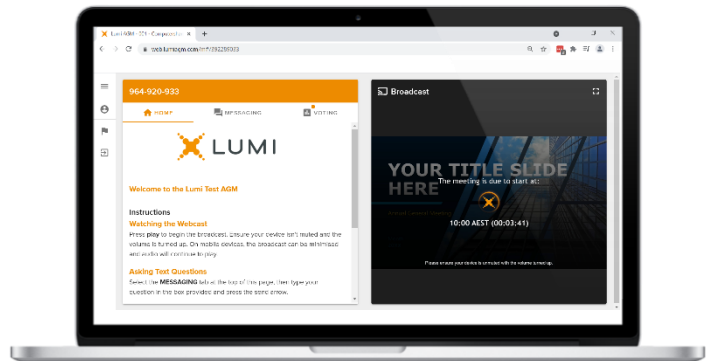 Lumi AGM - 101 - Computershare
964-920-933
HOME
MESSAGING
VOTING
LUMI
Welcome to the Lumi Test AGM
Instructions
Watching the Webcast
Press play to begin the broadcast. Ensure your device isn't muted and the
volume is turned up. On mobile devices, the broadcast can be minimised
and audio will continue to play.
Asking Text Questions
Select the MESSAGING tab at the top of this page, then type your
question in the box provided and press the send arrow.
Broadcast
YOUR TITLE SLIDE
HERE
The meeting is due to start at:
10:00 AEST (00:03:41)
Please ensure your device is unmuted with the volume turned up.